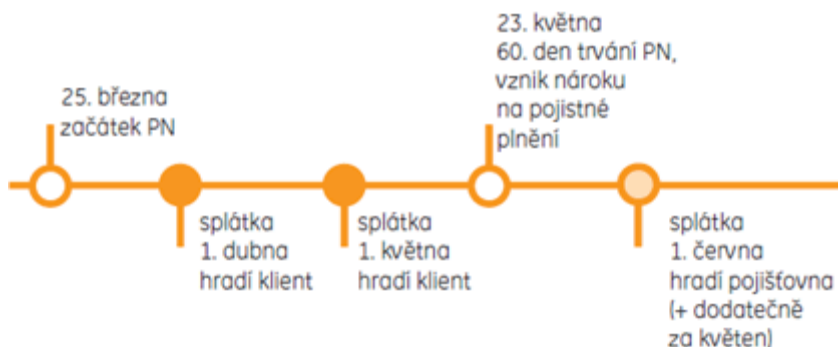 25. března
začátek PN
splátka
1. dubna
hradí klient
splátka
1. května
hradí klient
23. května
60. den trvání PN,
vznik nároku
na pojistné
plnění
splátka
1. června
hradí pojišťovna
(+ dodatečně
za květen)